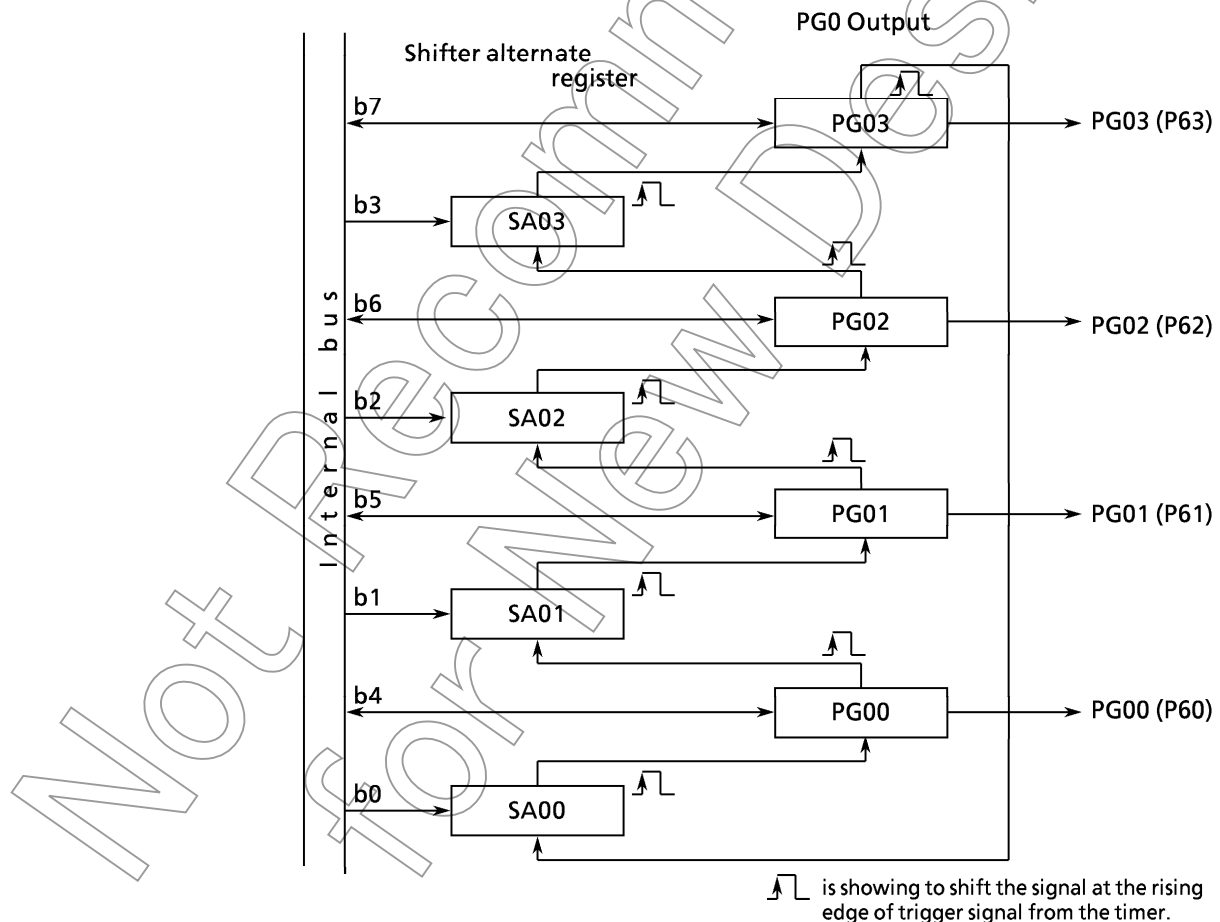 PG0 Output
Shifter alternate
register
b7
PG03
PG03 (P63)
b3
SA03
b6
PG02
PG02 (P62)
b2
SA02
Internal bus
b5
PG01
PG01 (P61)
b1
SA01
b4
PG00
PG00 (P60)
b0
SA00
is showing to shift the signal at the rising
edge of trigger signal from the timer.
Not Recomm
for New Des